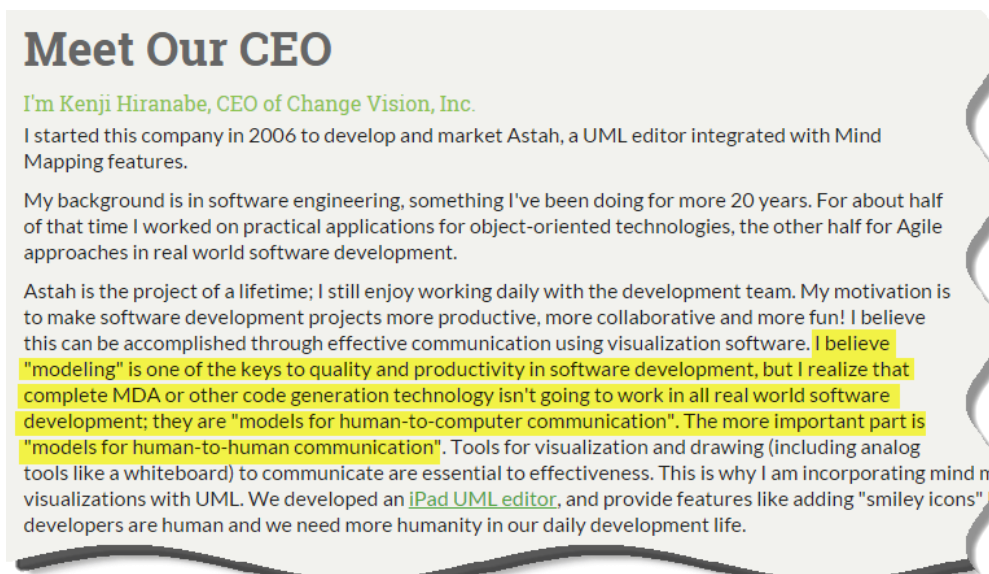 Meet Our CEO
I'm Kenji Hiranabe, CEO of Change Vision, Inc.
I started this company in 2006 to develop and market Astah, a UML editor integrated with Mind
Mapping features.
My background is in software engineering, something I've been doing for more 20 years. For about half
of that time I worked on practical applications for object-oriented technologies, the other half for Agile
approaches in real world software development.
Astah is the project of a lifetime; I still enjoy working daily with the development team. My motivation is
to make software development projects more productive, more collaborative and more fun! I believe
this can be accomplished through effective communication using visualization software. I believe
"modeling" is one of the keys to quality and productivity in software development, but I realize that
complete MDA or other code generation technology isn't going to work in all real world software
development; they are "models for human-to-computer communication". The more important part is
"models for human-to-human communication". Tools for visualization and drawing (including analog
tools like a whiteboard) to communicate are essential to effectiveness. This is why I am incorporating mind
visualizations with UML. We developed an iPad UML editor, and provide features like adding "smiley icons"
developers are human and we need more humanity in our daily development life.